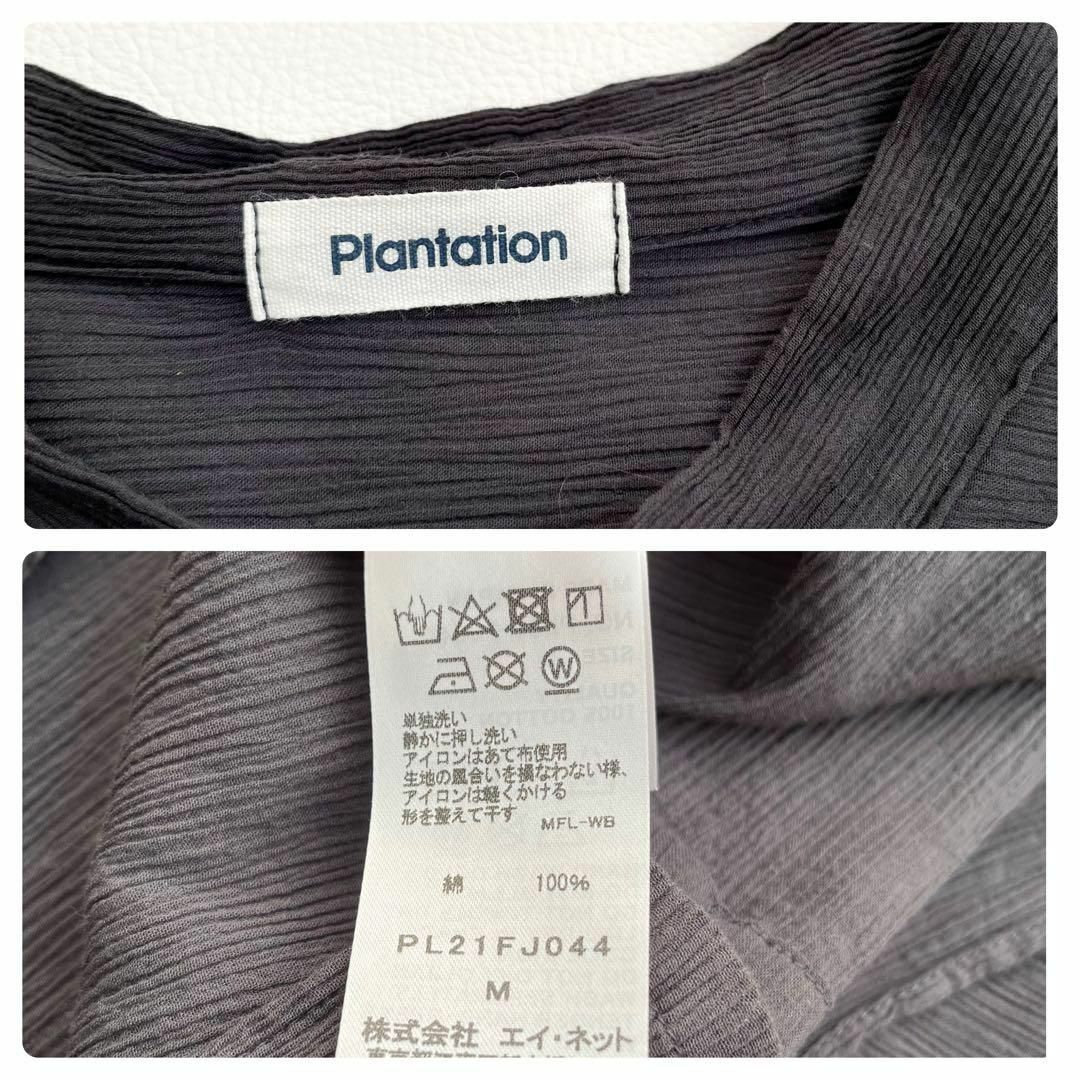 Plantation
W
単独洗い
静かに押し洗い
アイロンはあて布使用
生地の風合いを損なわない様、
アイロンは軽くかける
形を整えて干す
MFL-WB
綿 100%
PL21FJ044
M
株式会社 エイ・ネット